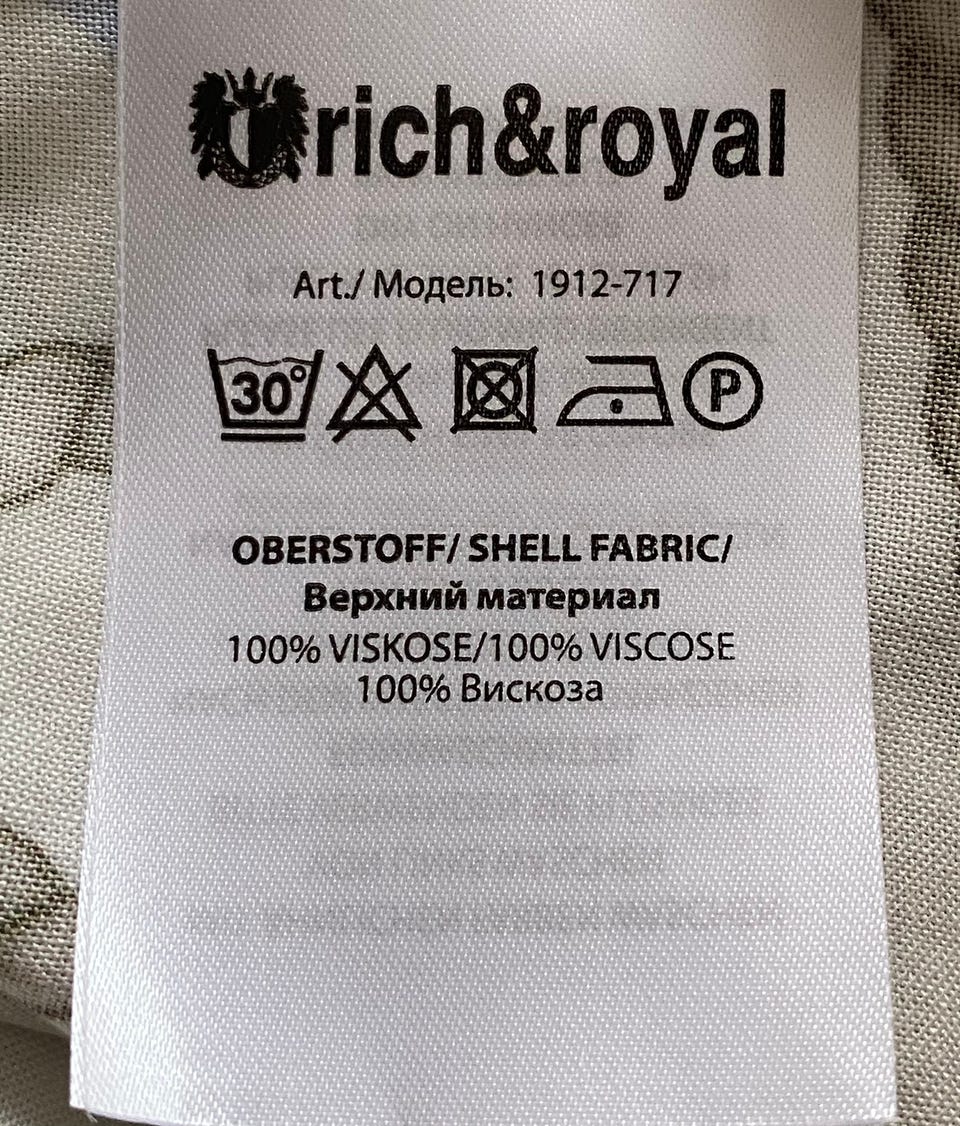 rich&royal
Art./ Модель: 1912-717
30°
P
OBERSTOFF/ SHELL FABRIC/
Верхний материал
100% VISKOSE/100% VISCOSE
100% Вискоза